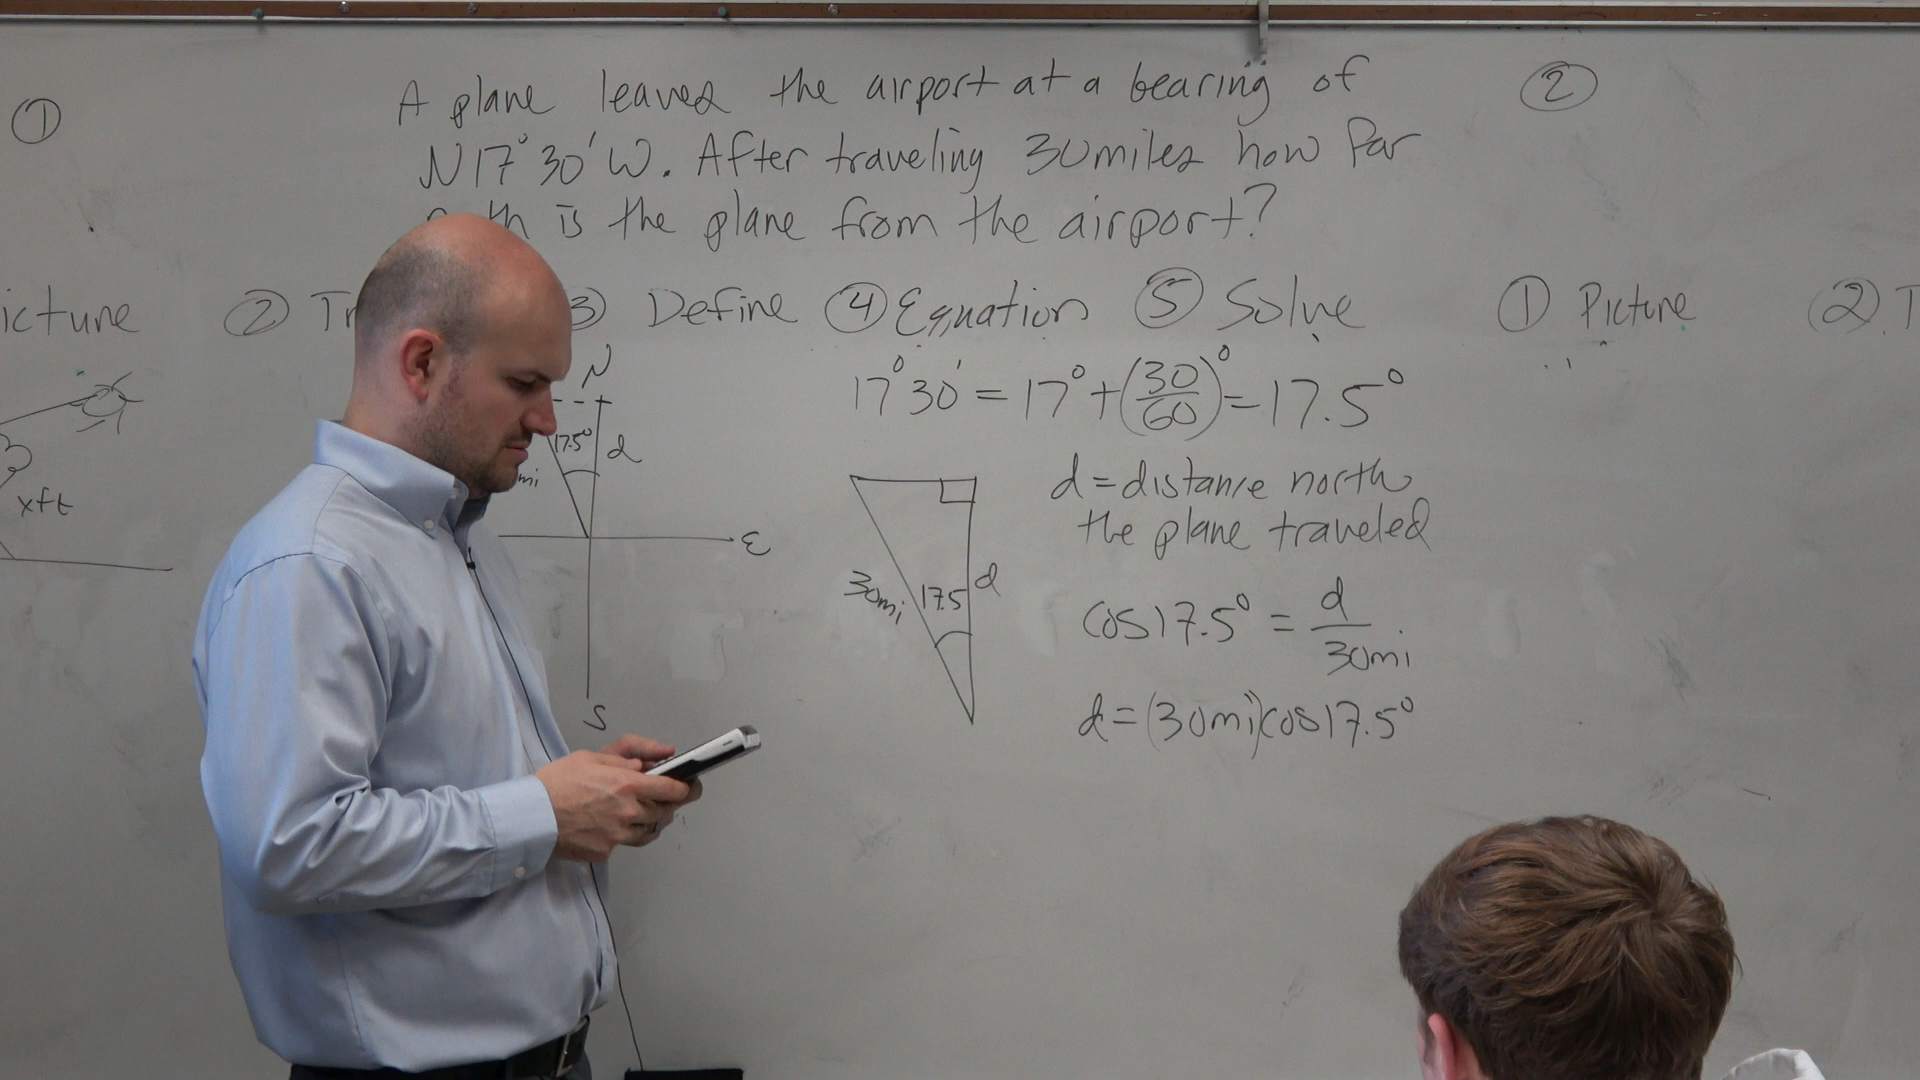 ①
A plane leaves the airport at a bearing of
N17°30'W. After traveling 30miles how far
is the plane from the airport?
②
icture ② Tr ③ Define ④ Equation ⑤ Solve
① Picture ② T
xft
N
17.5° d
mi
E
S
17°30' = 17° + (30/60)° = 17.5°
30mi 17.5 d
d = distance north
the plane traveled
cos17.5° = d/30mi
d = (30mi)cos17.5°